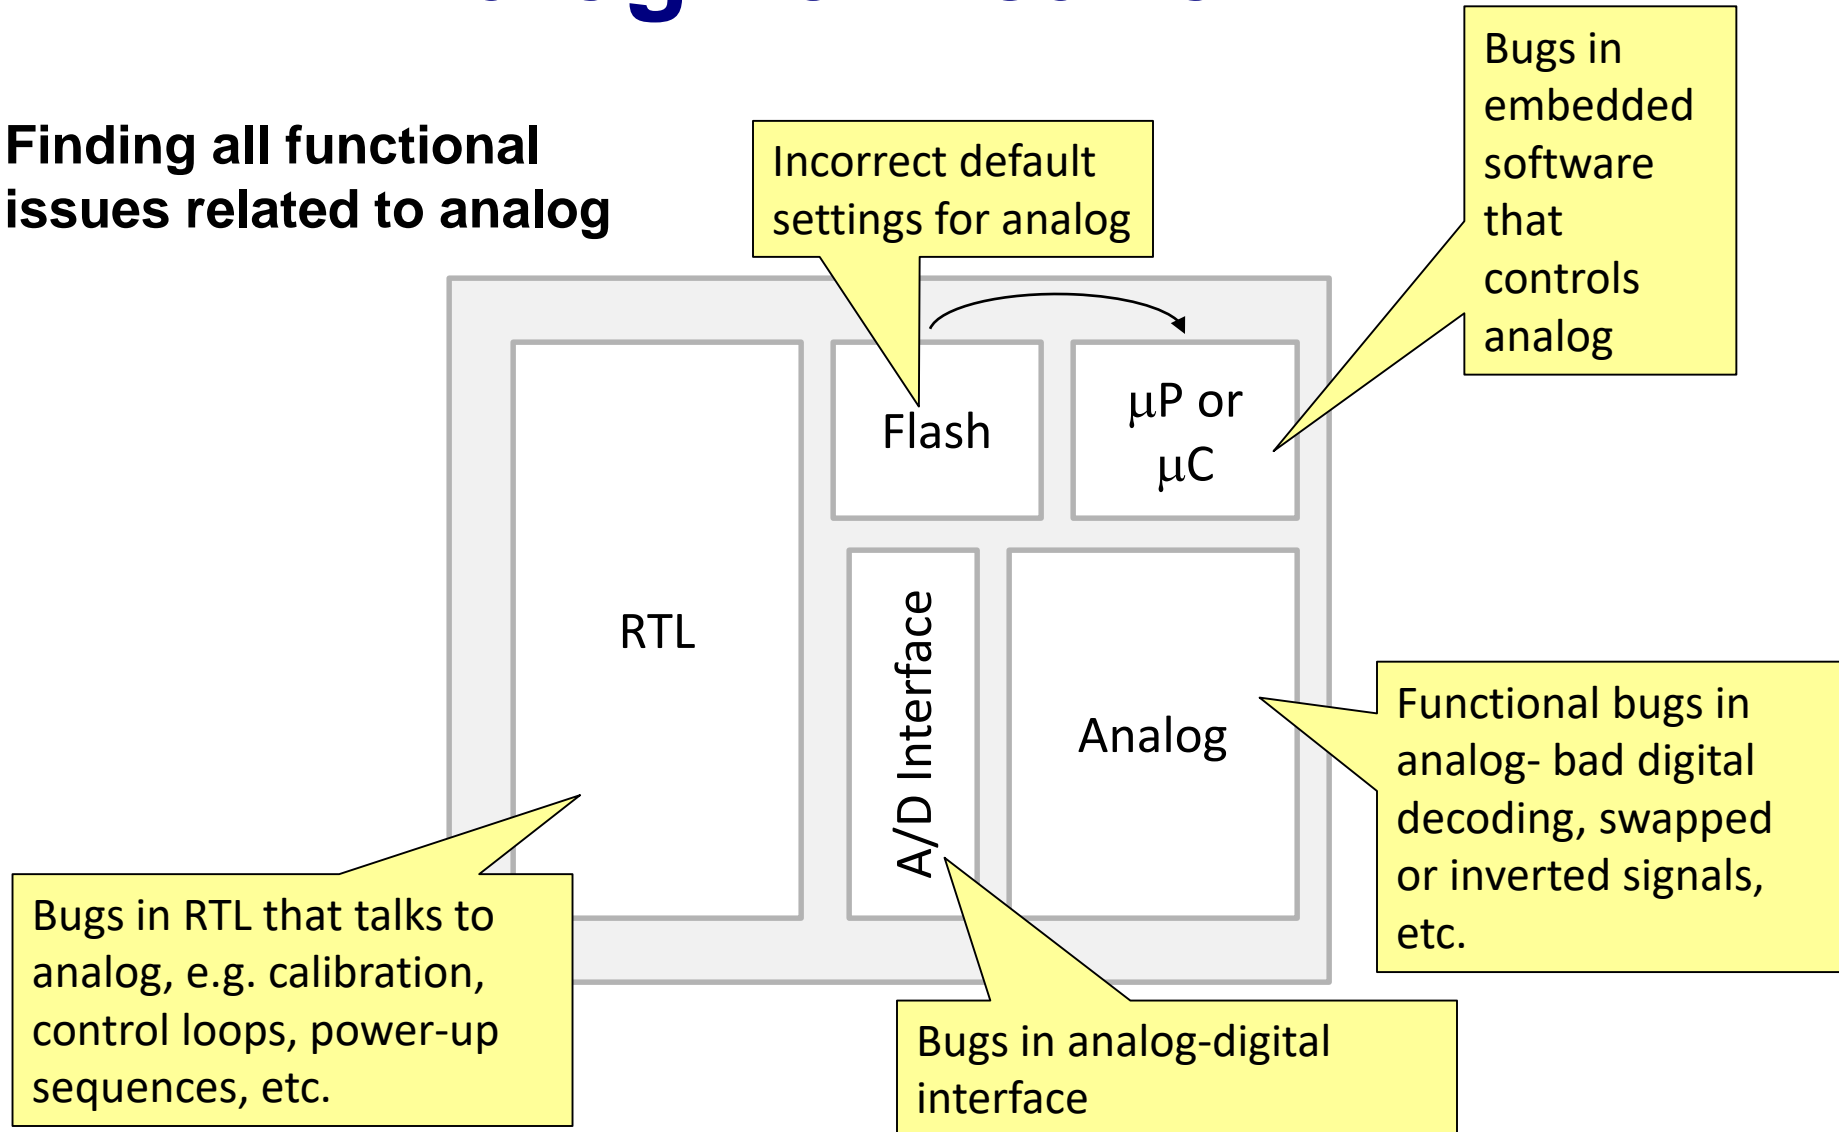 Finding all functional
issues related to analog
Incorrect default
settings for analog
Bugs in
embedded
software
that
controls
analog
Flash
μP or
μC
RTL
A/D Interface
Analog
Functional bugs in
analog- bad digital
decoding, swapped
or inverted signals,
etc.
Bugs in RTL that talks to
analog, e.g. calibration,
control loops, power-up
sequences, etc.
Bugs in analog-digital
interface